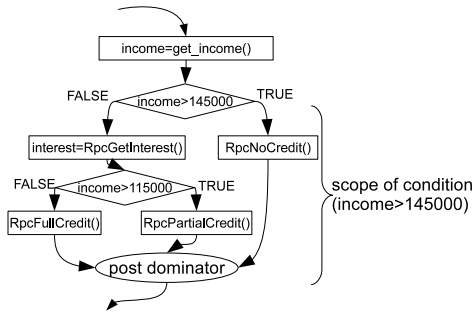 income=get_income()
FALSE
TRUE
income>145000
interest=RpcGetInterest()
RpcNoCredit()
FALSE
income>115000
TRUE
scope of condition
(income>145000)
RpcFullCredit()
RpcPartialCredit()
post dominator